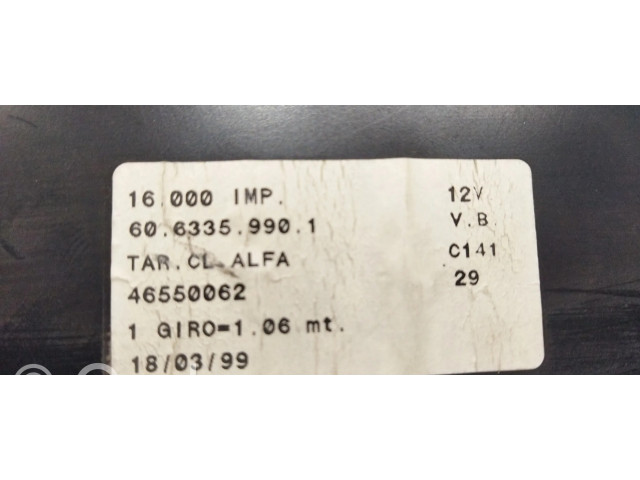 16.000 IMP. 12V
60.6335.990.1 V.B.
TAR.CL.ALFA C141
46550062 29
1 GIRO=1.06 mt.
18/03/99